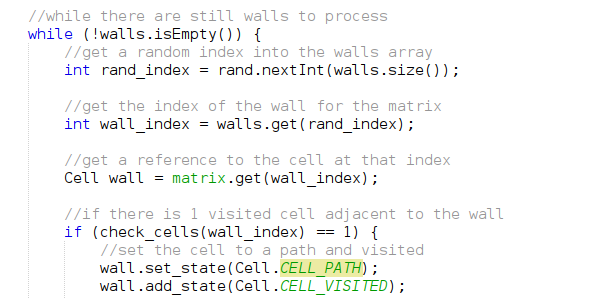 //while there are still walls to process
while (!walls.isEmpty()) {
//get a random index into the walls array
int rand_index = rand.nextInt(walls.size());
//get the index of the wall for the matrix
int wall_index = walls.get(rand_index);
//get a reference to the cell at that index
Cell wall = matrix.get(wall_index);
//if there is 1 visited cell adjacent to the wall
if (check_cells(wall_index) == 1) {
//set the cell to a path and visited
wall.set_state(Cell.CELL_PATH);
wall.add_state(Cell.CELL_VISITED);